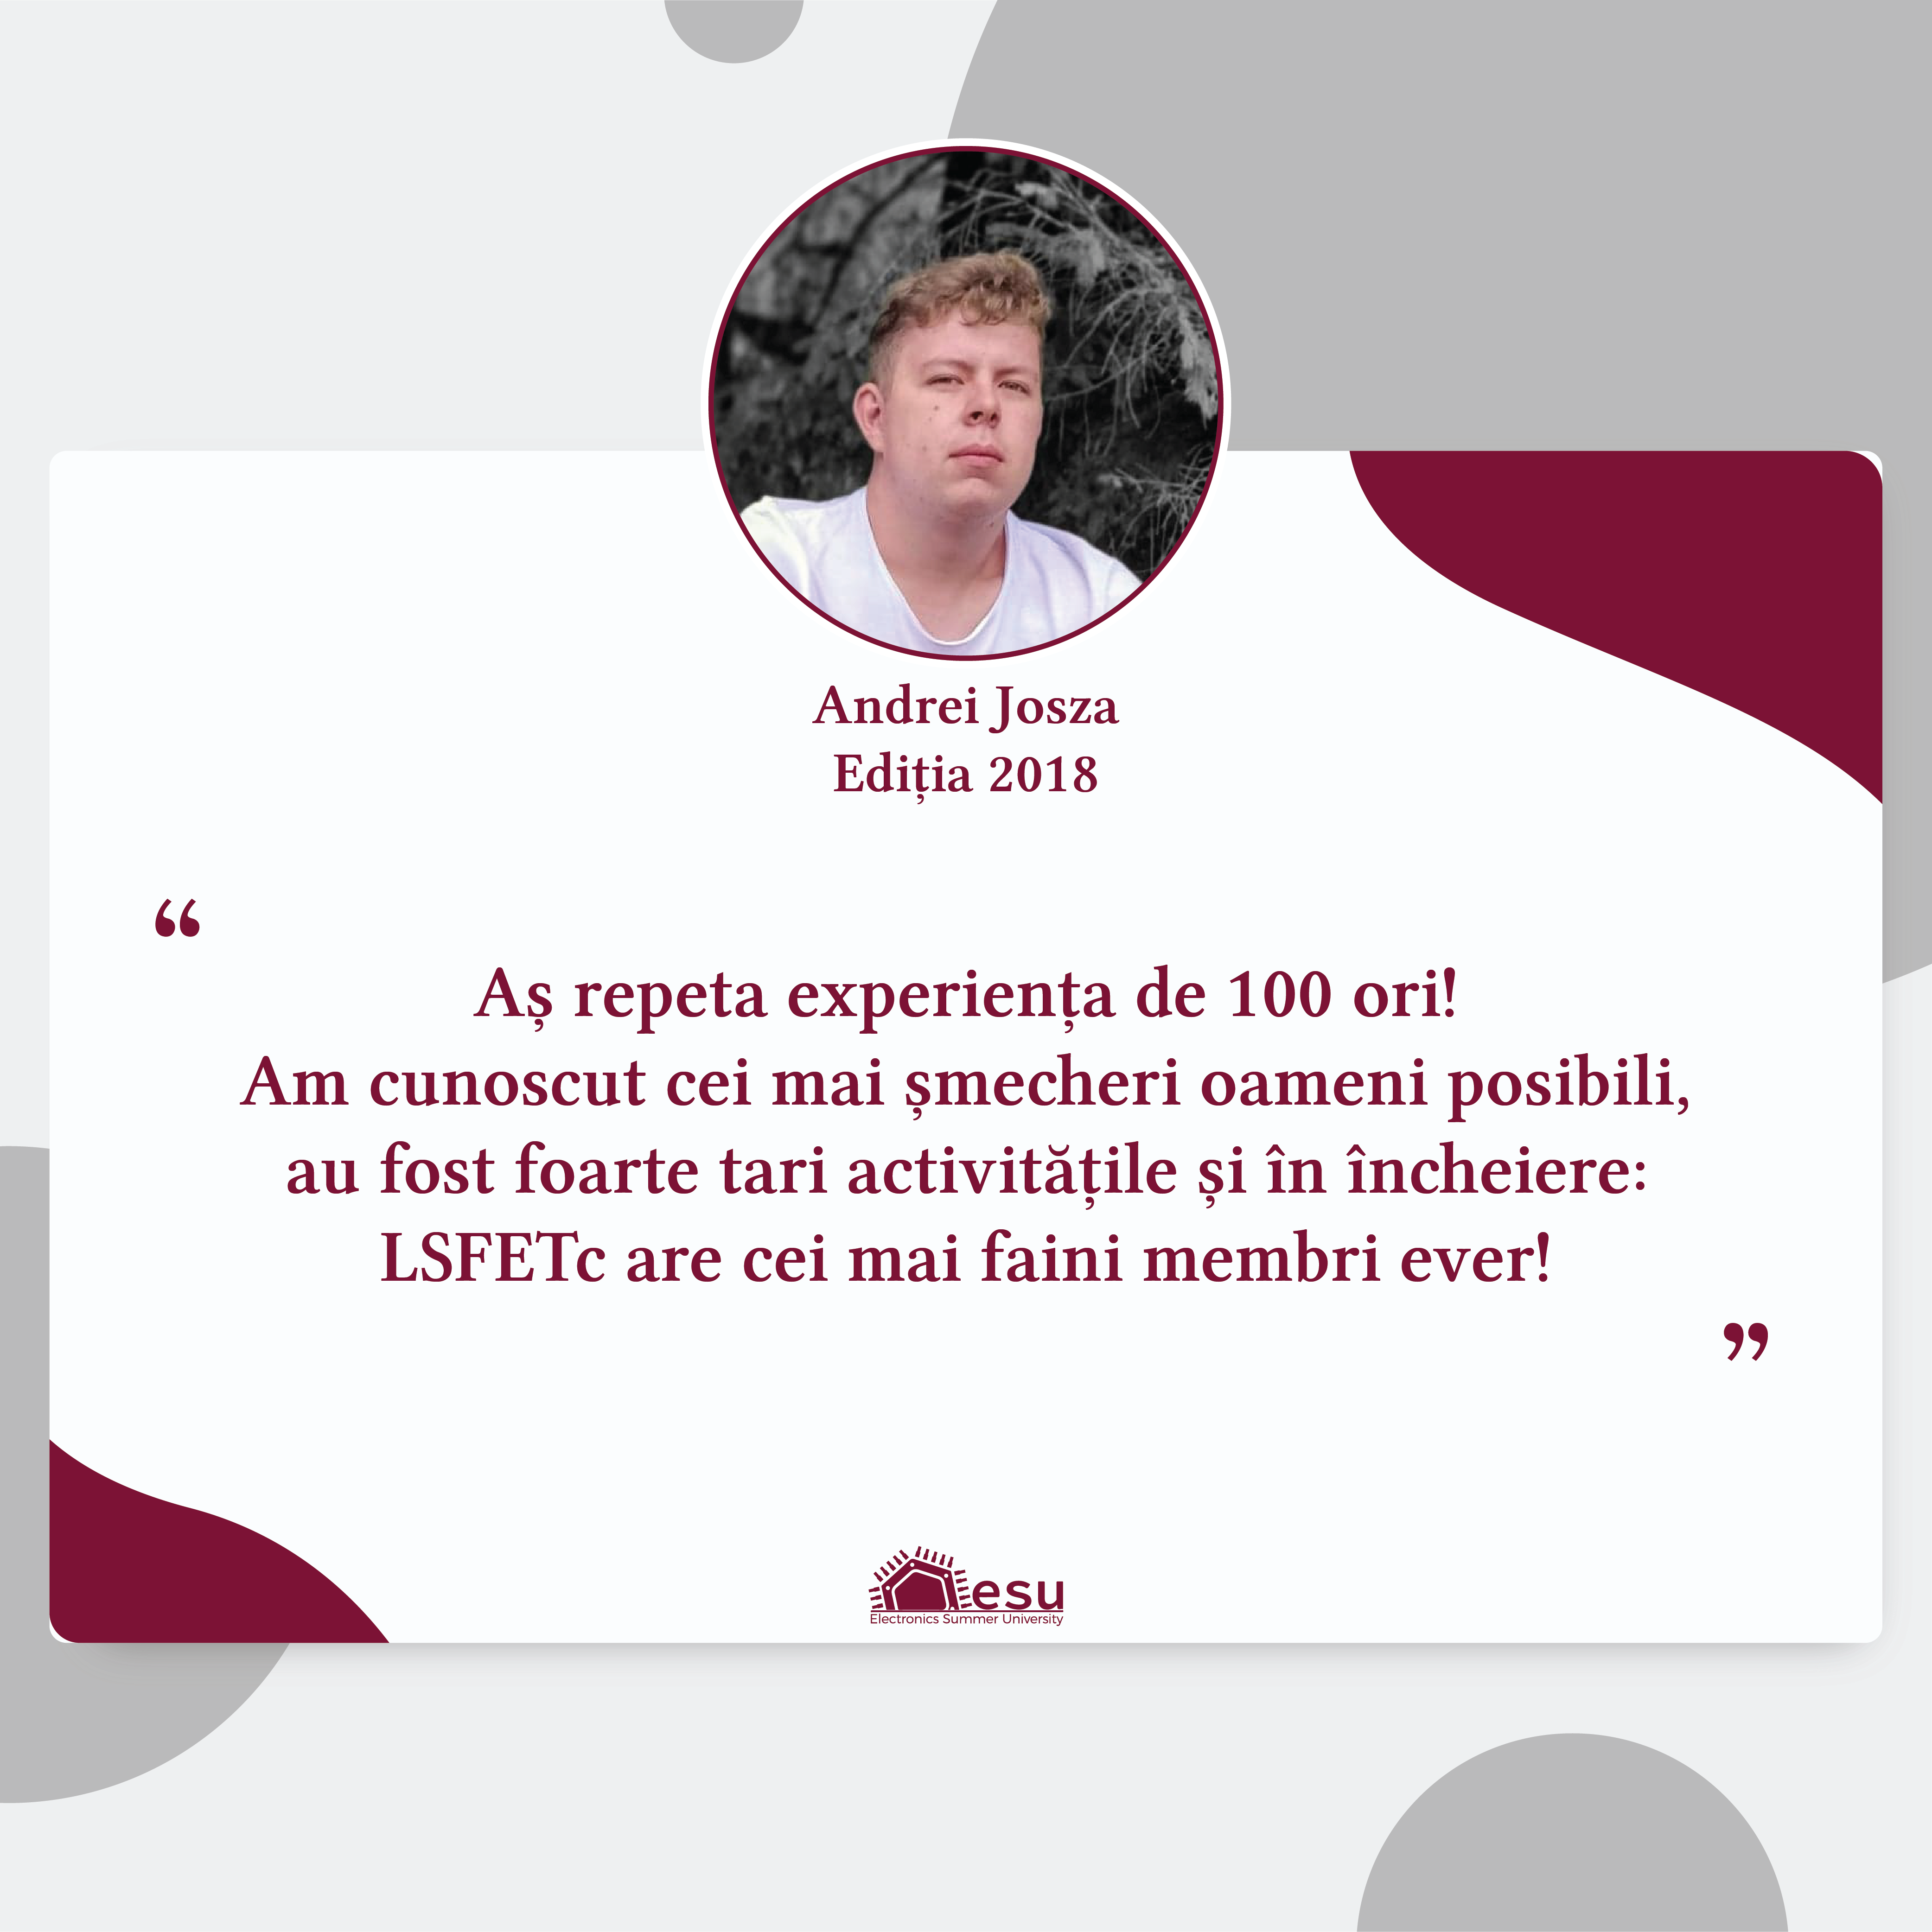 Andrei Josza
Ediția 2018
“
Aș repeta experiența de 100 ori!
Am cunoscut cei mai șmecheri oameni posibili,
au fost foarte tari activitățile și în încheiere:
LSFETc are cei mai faini membri ever!
”
esu
Electronics Summer University